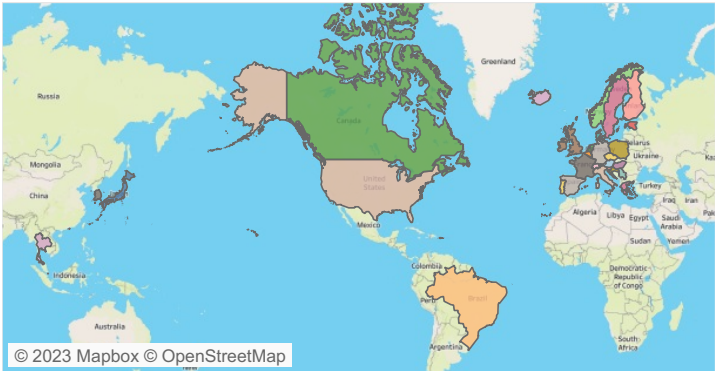 Greenland
Russia
Canada
Belarus
Ukraine
Mongolia
United
States
China
Turkey
Iraq
Iran
Algeria
Libya
Egypt
Saudi
Arabia
Mexico
Sudan
Yemen
Colombia
Indonesia
Democratic
Republic
of Congo
Peru
Brazil
Australia
South
Africa
Argentina
© 2023 Mapbox © OpenStreetMap